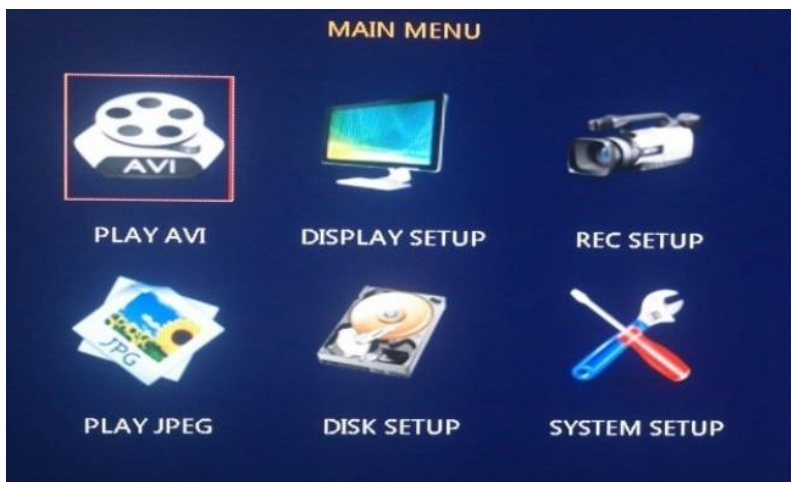 MAIN MENU
AVI
PLAY AVI
DISPLAY SETUP
REC SETUP
JPG
PLAY JPEG
DISK SETUP
SYSTEM SETUP